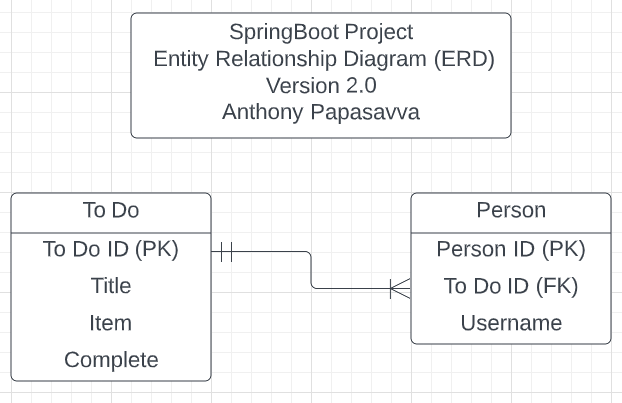 SpringBoot Project
Entity Relationship Diagram (ERD)
Version 2.0
Anthony Papasavva
To Do
To Do ID (PK)
Title
Item
Complete
Person
Person ID (PK)
To Do ID (FK)
Username